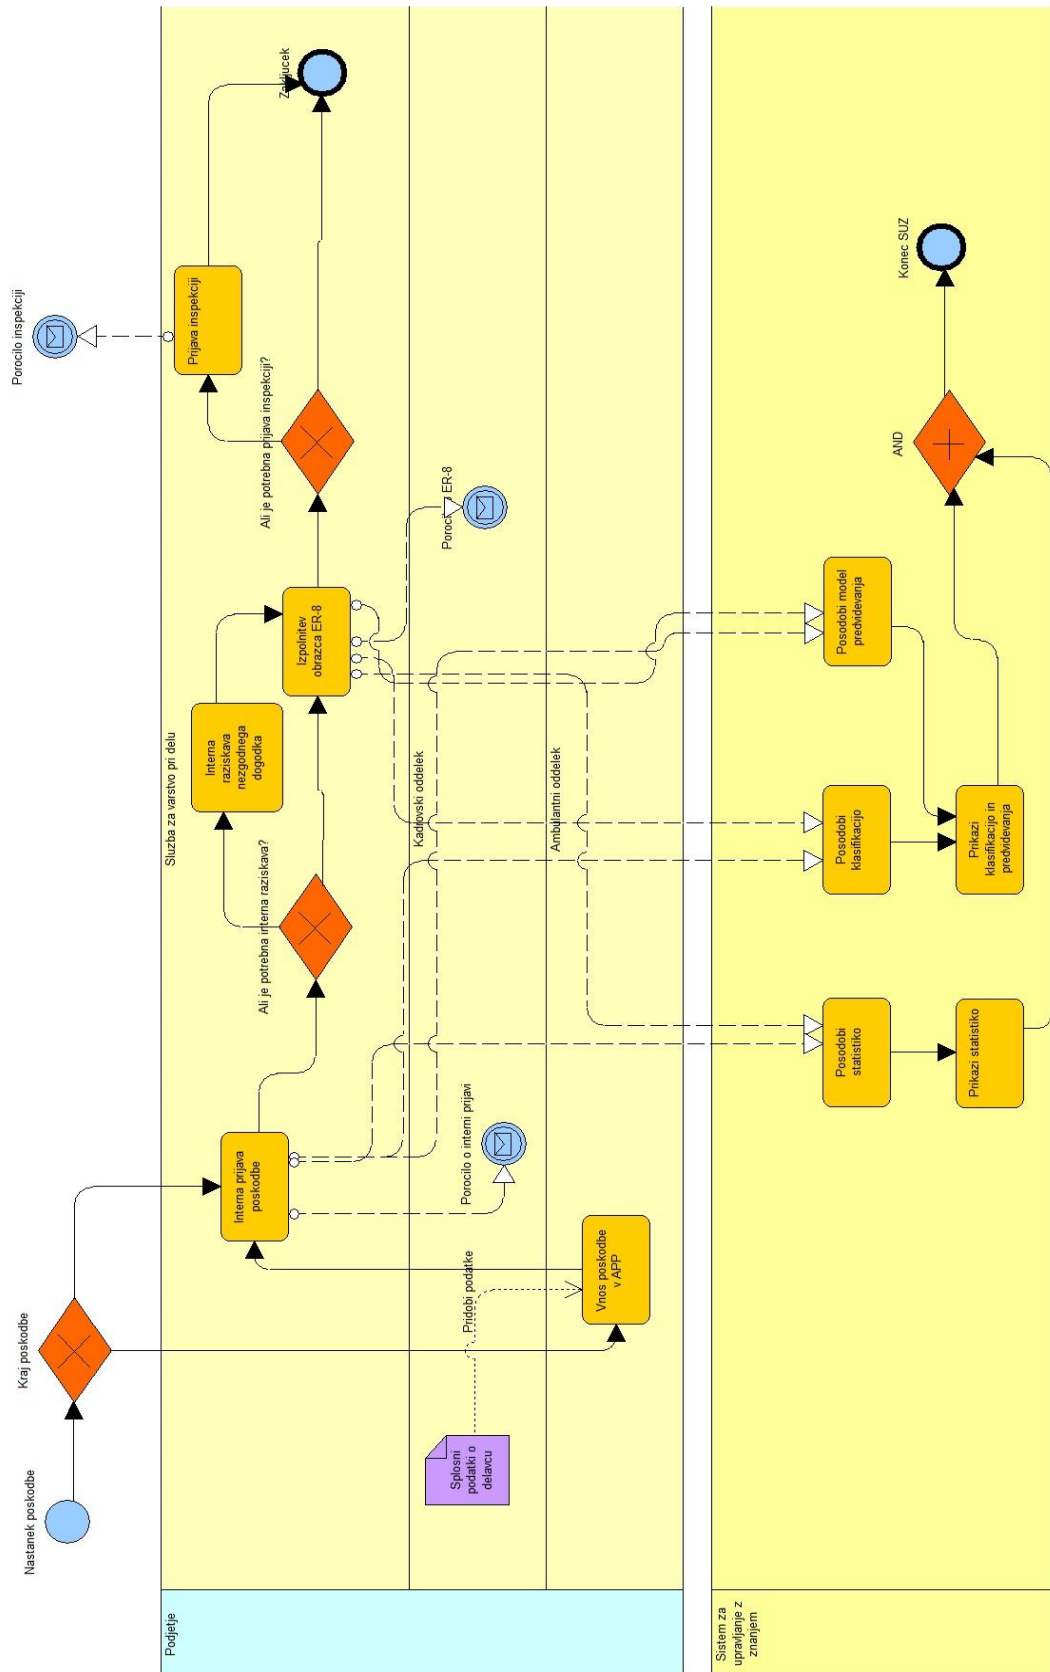 Nastanek poskodbe
Kraj poskodbe
Porocilo inspekciji
Podjetje
Sluzba za varstvo pri delu
Interna prijava
poskodbe
Ali je potrebna interna raziskava?
Interna
raziskava
nezgodnega
dogodka
Izpolnitev
obrazca ER-8
Ali je potrebna prijava inspekciji?
Prijava inspekciji
Zakljucek
Kadrovski oddelek
Splosni
podatki o
delavcu
Pridobi podatke
Porocilo o interni prijavi
ER-8
Ambulantni oddelek
Vnos poskodbe
v APP
Sistem za
upravljanje z
znanjem
Posodobi
statistiko
Prikazi statistiko
Posodobi
klasifikacijo
Prikazi
klasifikacijo in
predvidevanja
Posodobi model
predvidevanja
AND
Konec SUZ